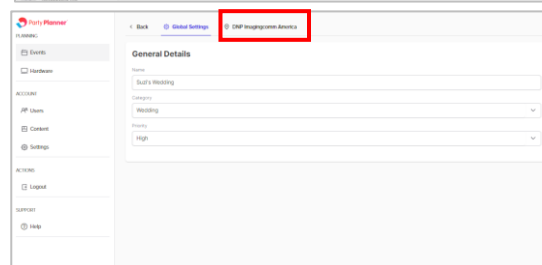 Party Planner
PLANNING
Events
Hardware
ACCOUNT
Users
Content
Settings
ACTIONS
Logout
SUPPORT
Help
Back
Global Settings
DNP Imagingcomm America
General Details
Name
Suzi's Wedding
Category
Wedding
Priority
High